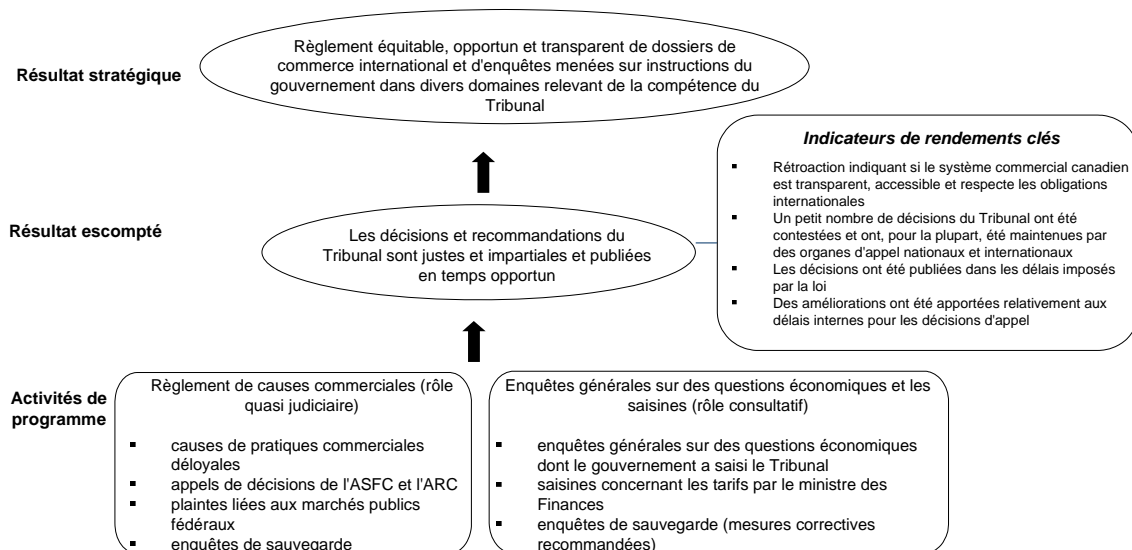 Résultat stratégique
Règlement équitable, opportun et transparent de dossiers de
commerce international et d'enquêtes menées sur instructions du
gouvernement dans divers domaines relevant de la compétence du
Tribunal
Indicateurs de rendements clés
▪ Rétroaction indiquant si le système commercial canadien
est transparent, accessible et respecte les obligations
internationales
▪ Un petit nombre de décisions du Tribunal ont été
contestées et ont, pour la plupart, été maintenues par
des organes d'appel nationaux et internationaux
▪ Les décisions ont été publiées dans les délais imposés
par la loi
▪ Des améliorations ont été apportées relativement aux
délais internes pour les décisions d'appel
Résultat escompté
Les décisions et recommandations du
Tribunal sont justes et impartiales et publiées
en temps opportun
Activités de
programme
Règlement de causes commerciales (rôle
quasi judiciaire)
▪ causes de pratiques commerciales
déloyales
▪ appels de décisions de l'ASFC et l'ARC
▪ plaintes liées aux marchés publics
fédéraux
▪ enquêtes de sauvegarde
Enquêtes générales sur des questions économiques et les
saisines (rôle consultatif)
▪ enquêtes générales sur des questions économiques
dont le gouvernement a saisi le Tribunal
▪ saisines concernant les tarifs par le ministre des
Finances
▪ enquêtes de sauvegarde (mesures correctives
recommandées)